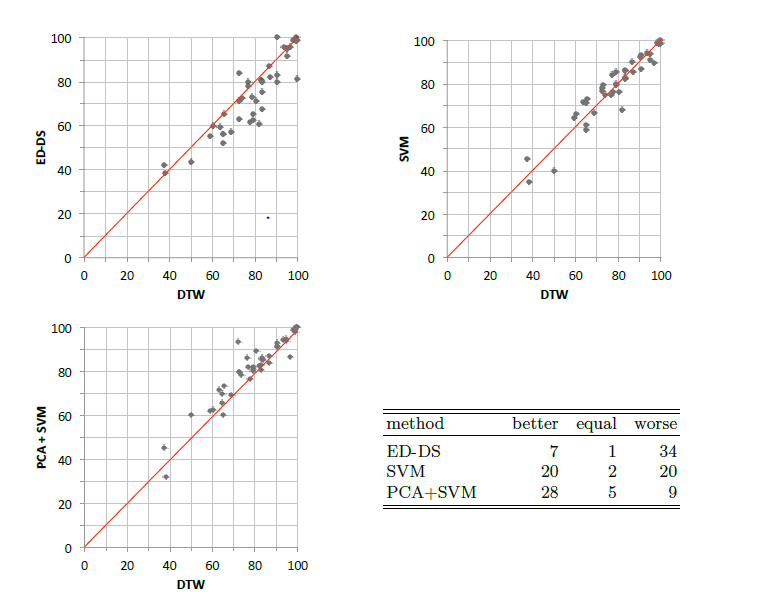 100
80
60
40
20
0
ED-DS
0 20 40 60 80 100
DTW
100
80
60
40
20
0
SVM
0 20 40 60 80 100
DTW
100
80
60
40
20
0
PCA + SVM
0 20 40 60 80 100
DTW
method better equal worse
ED-DS 7 1 34
SVM 20 2 20
PCA+SVM 28 5 9